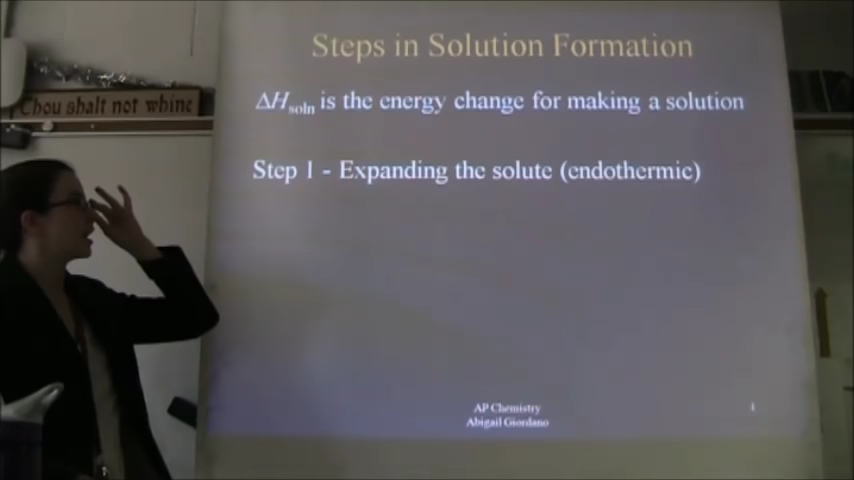 Steps in Solution Formation
ΔHsoln is the energy change for making a solution
Thou shalt not whine
Step 1 - Expanding the solute (endothermic)
AP Chemistry
1
Abigail Giordano